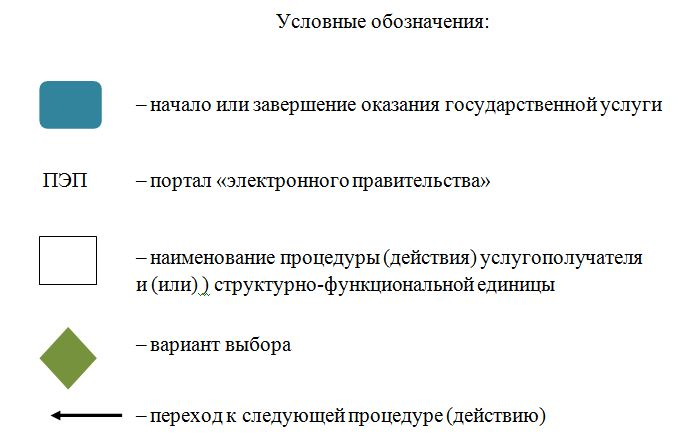 Условные обозначения:
– начало или завершение оказания государственной услуги
ПЭП – портал «электронного правительства»
– наименование процедуры (действия) услугополучателя
и (или) ) структурно-функциональной единицы
– вариант выбора
– переход к следующей процедуре (действию)